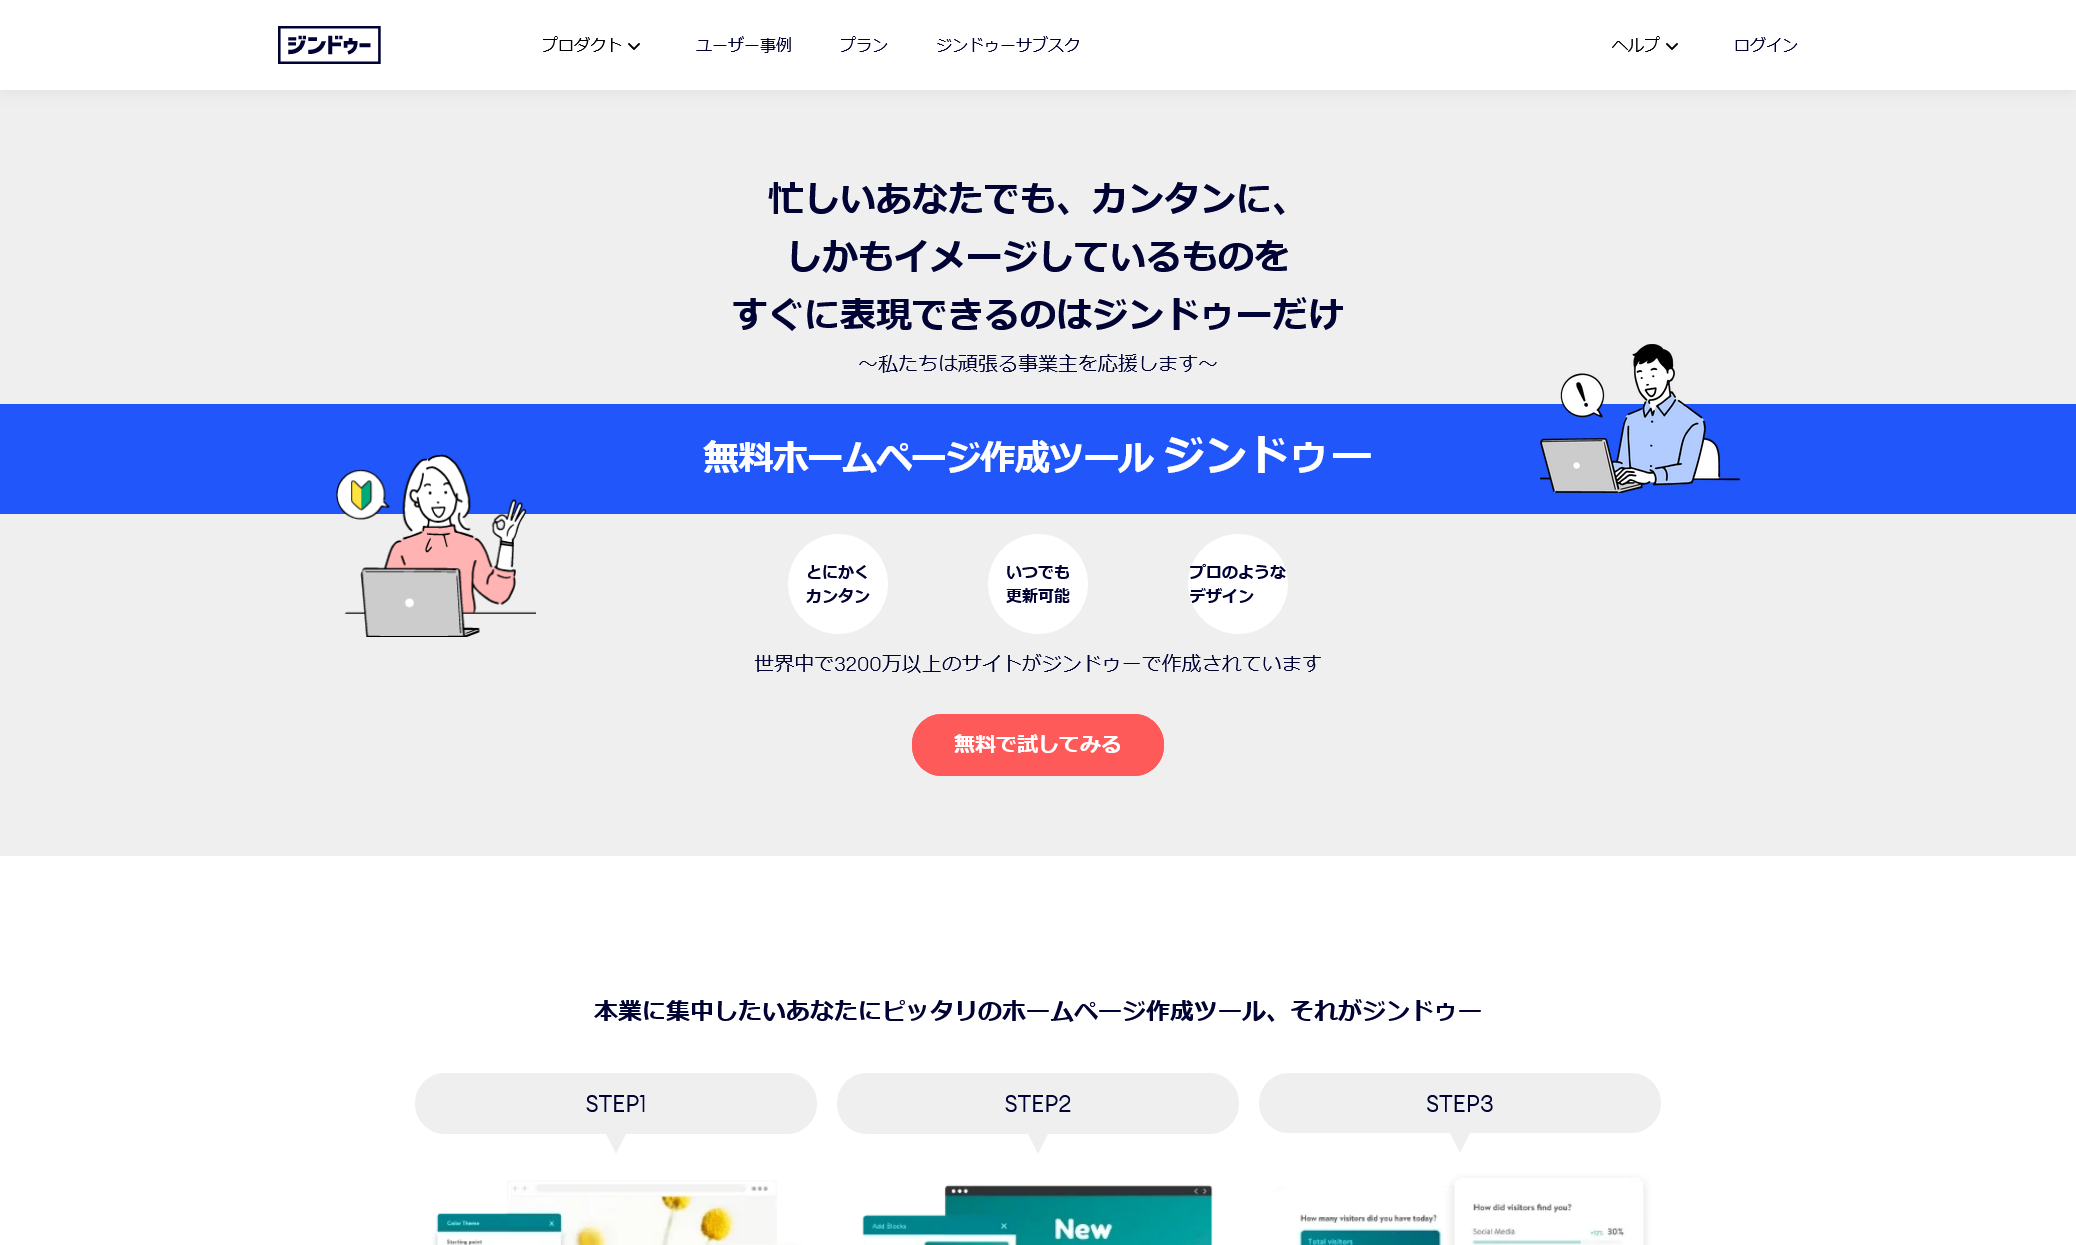 ジンドゥー
プロダクト
ユーザー事例
プラン
ジンドゥーサブスク
ヘルプ
ログイン
忙しいあなたでも、カンタンに、
しかもイメージしているものを
すぐに表現できるのはジンドゥーだけ
〜私たちは頑張る事業主を応援します〜
無料ホームページ作成ツール ジンドゥー
とにかく
カンタン
いつでも
更新可能
プロのような
デザイン
世界中で3200万以上のサイトがジンドゥーで作成されています
無料で試してみる
本業に集中したいあなたにピッタリのホームページ作成ツール、それがジンドゥー
STEP1
STEP2
STEP3
Color Theme
Starting point
Add Blocks
New
How many visitors did you have today?
Total visitors
How did visitors find you?
Social Media
30%